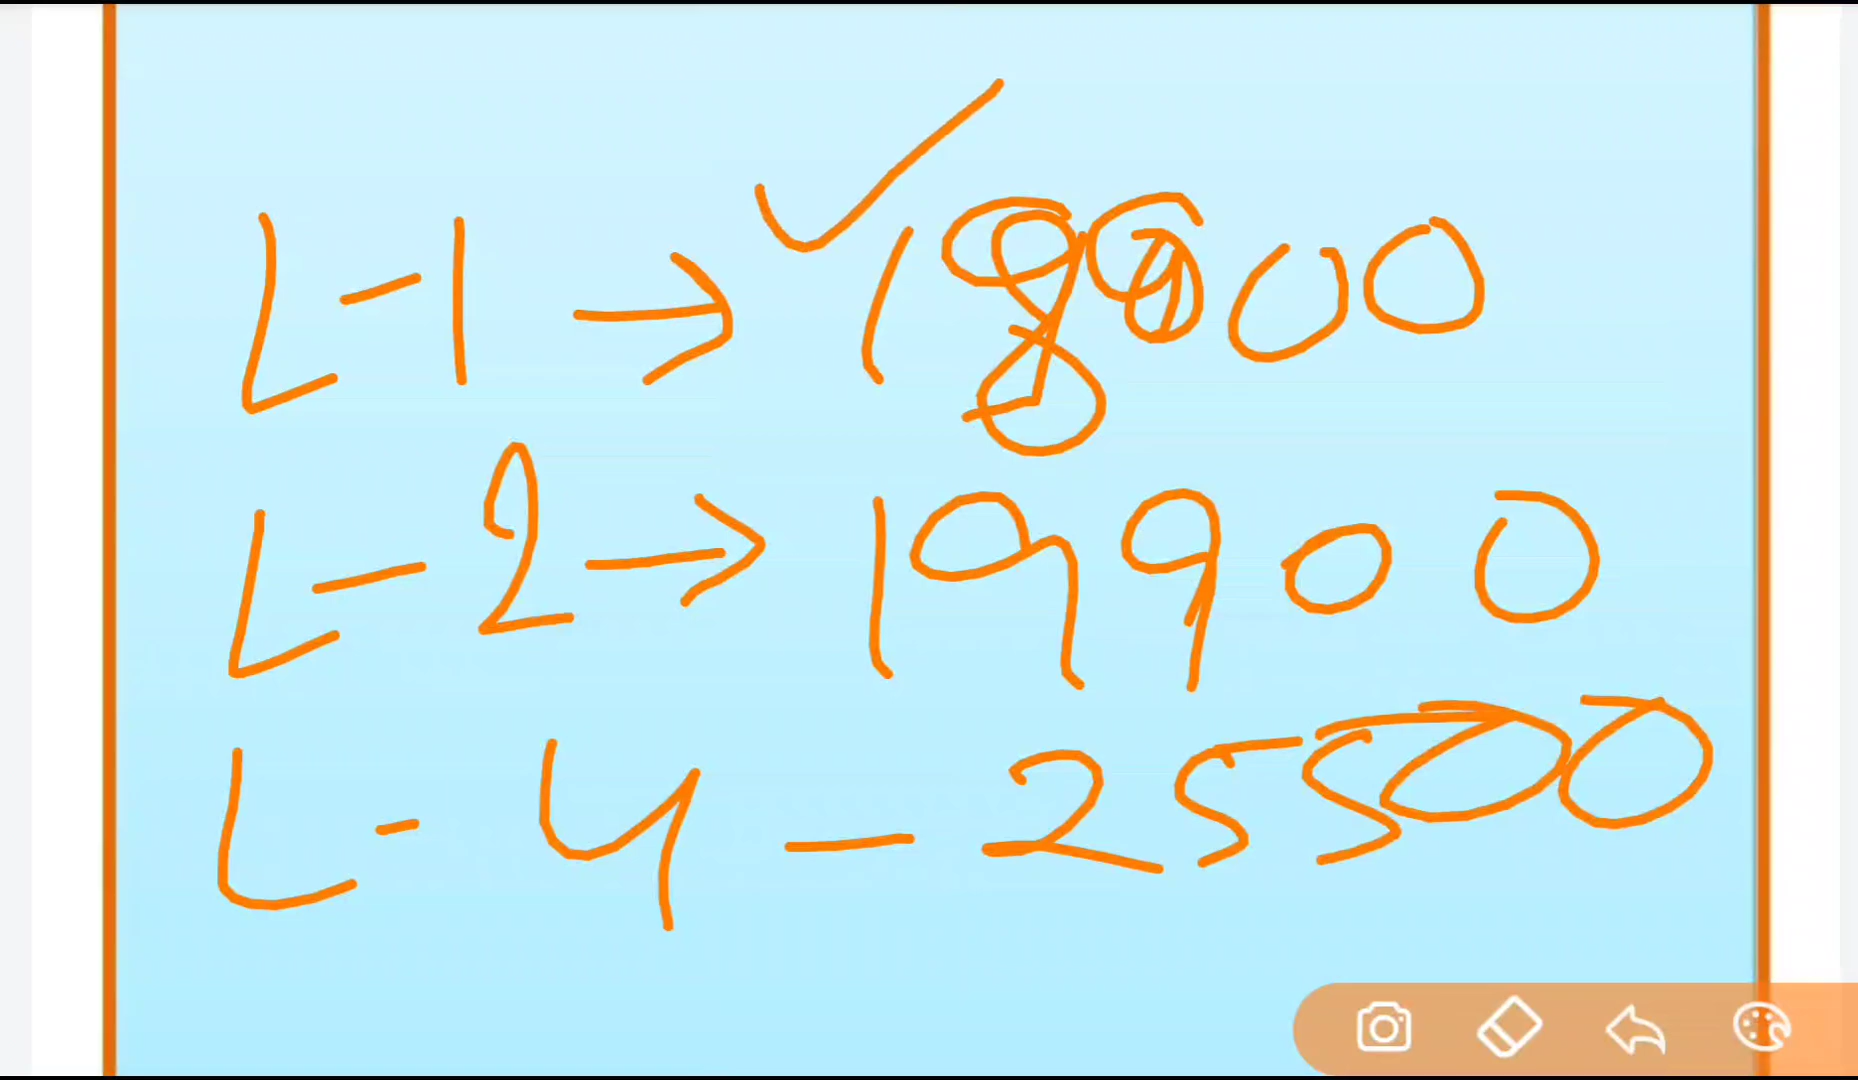 L-1 → 18000
L-2 → 19900
L-4 - 25500